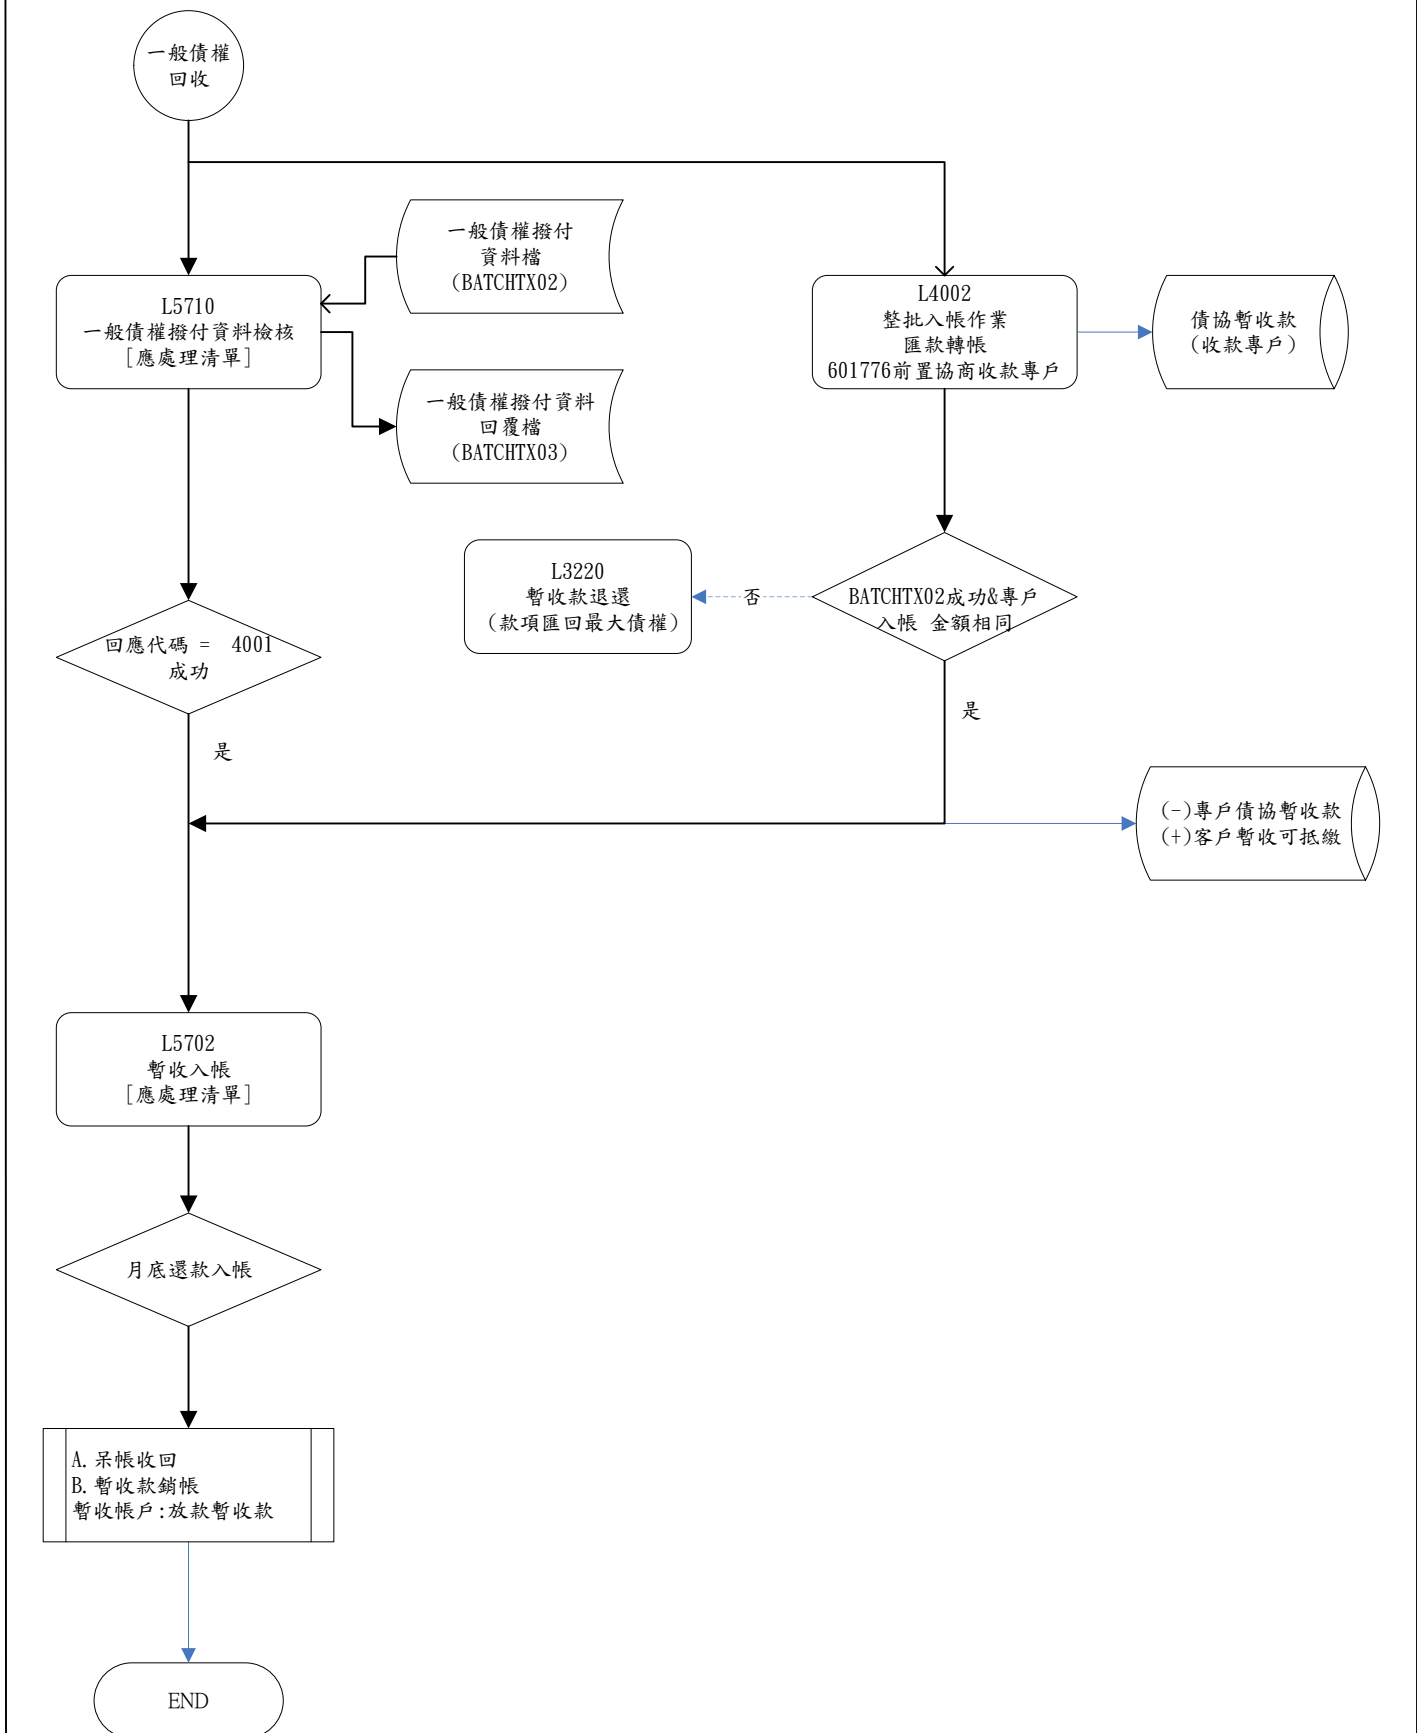 一般債權
回收
一般債權撥付
資料檔
(BATCHTX02)
L5710
一般債權撥付資料檢核
[應處理清單]
L4002
整批入帳作業
匯款轉帳
601776前置協商收款專戶
債協暫收款
(收款專戶)
一般債權撥付資料
回覆檔
(BATCHTX03)
L3220
暫收款退還
(款項匯回最大債權)
否
BATCHTX02成功&專戶
入帳 金額相同
回應代碼 = 4001
成功
是
是
(-)專戶債協暫收款
(+)客戶暫收可抵繳
L5702
暫收入帳
[應處理清單]
月底還款入帳
A.呆帳收回
B.暫收款銷帳
暫收帳戶:放款暫收款
END